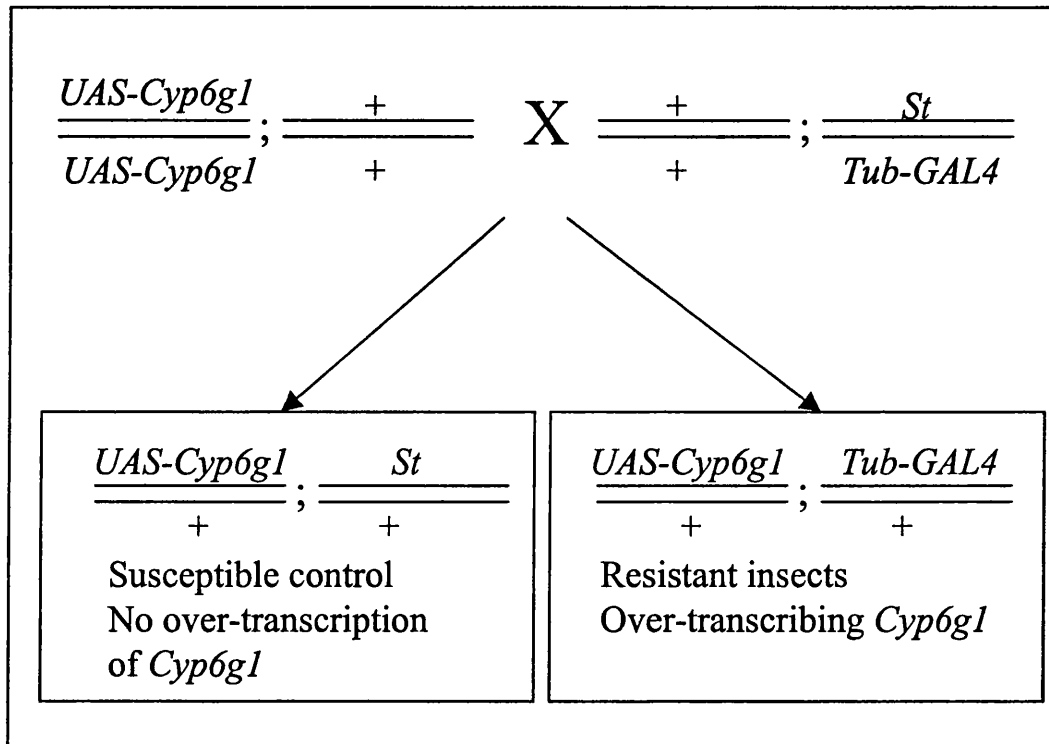 UAS-Cyp6g1 ; + X + ; St
UAS-Cyp6g1 + + Tub-GAL4
UAS-Cyp6g1 ; St
+ +
Susceptible control
No over-transcription
of Cyp6g1
UAS-Cyp6g1 ; Tub-GAL4
+ +
Resistant insects
Over-transcribing Cyp6g1